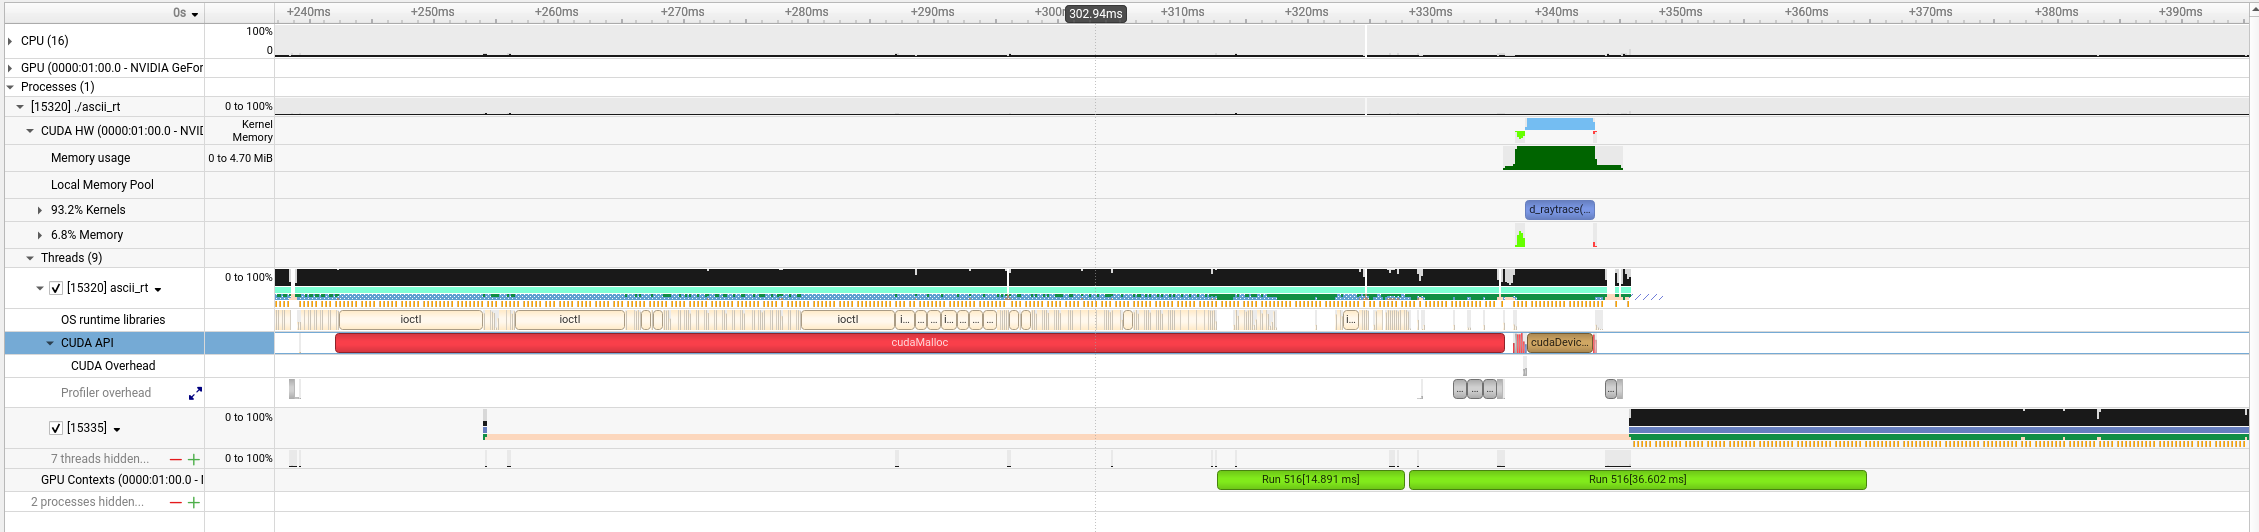 0s +240ms +250ms +260ms +270ms +280ms +290ms +300 302.94ms +310ms +320ms +330ms +340ms +350ms +360ms +370ms +380ms +390ms
CPU (16) 100%
0
GPU (0000:01:00.0 - NVIDIA GeFor
Processes (1)
[15320] ./ascii_rt 0 to 100%
CUDA HW (0000:01:00.0 - NVID Kernel
Memory
Memory usage 0 to 4.70 MiB
Local Memory Pool
93.2% Kernels d_raytrace(...
6.8% Memory
Threads (9)
[15320] ascii_rt 0 to 100%
OS runtime libraries ioctl ioctl ioctl i... ... ... i... ... ... ... i...
CUDA API cudaMalloc cudaDevic...
CUDA Overhead
Profiler overhead ... ... ... ...
[15335] 0 to 100%
7 threads hidden... 0 to 100%
GPU Contexts (0000:01:00.0 - Run 516[14.891 ms] Run 516[36.602 ms]
2 processes hidden...